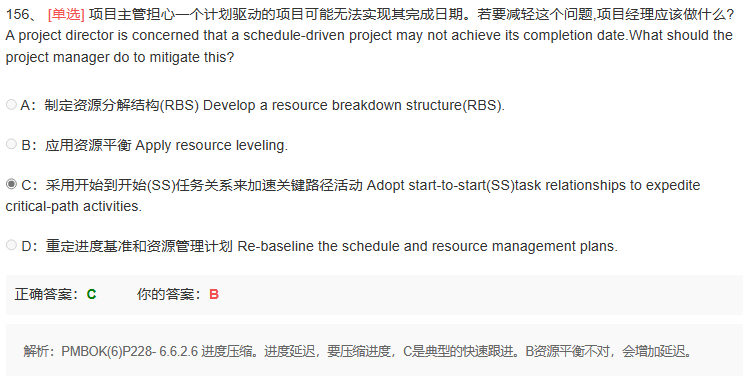 156、 [单选] 项目主管担心一个计划驱动的项目可能无法实现其完成日期。若要减轻这个问题,项目经理应该做什么?
A project director is concerned that a schedule-driven project may not achieve its completion date.What should the
project manager do to mitigate this?
A：制定资源分解结构(RBS) Develop a resource breakdown structure(RBS).
B：应用资源平衡 Apply resource leveling.
C：采用开始到开始(SS)任务关系来加速关键路径活动 Adopt start-to-start(SS)task relationships to expedite
critical-path activities.
D：重定进度基准和资源管理计划 Re-baseline the schedule and resource management plans.
正确答案：C 你的答案：B
解析：PMBOK(6)P228- 6.6.2.6 进度压缩。进度延迟，要压缩进度，C是典型的快速跟进。B资源平衡不对，会增加延迟。